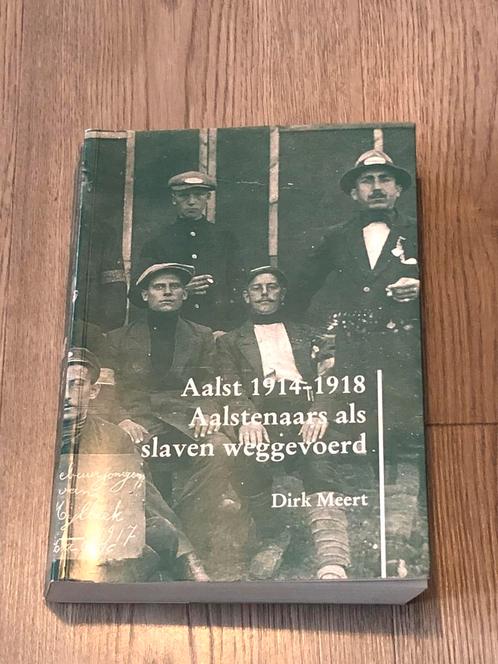 Aalst 1914-1918
Aalstenaars als
slaven weggevoerd
Dirk Meert